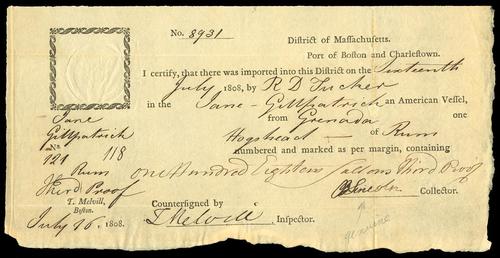 No. 8931
District of Massachusetts.
Port of Boston and Charlestown.
I certify, that there was imported into this District on the Sixteenth
July 1808, by R D Tucker
in the Jane - Gillpatrick an American Vessel,
from Grenada one
Hogshead of Rum
numbered and marked as per margin, containing
one Hundred Eighteen Gallons Third Proof
Jane
Gillpatrick
No
121 118
Rum
Third Proof
T. Melvill,
Boston.
July 16. 1808.
Countersigned by
T Melvill Inspector.
B Lincoln Collector.
genuine